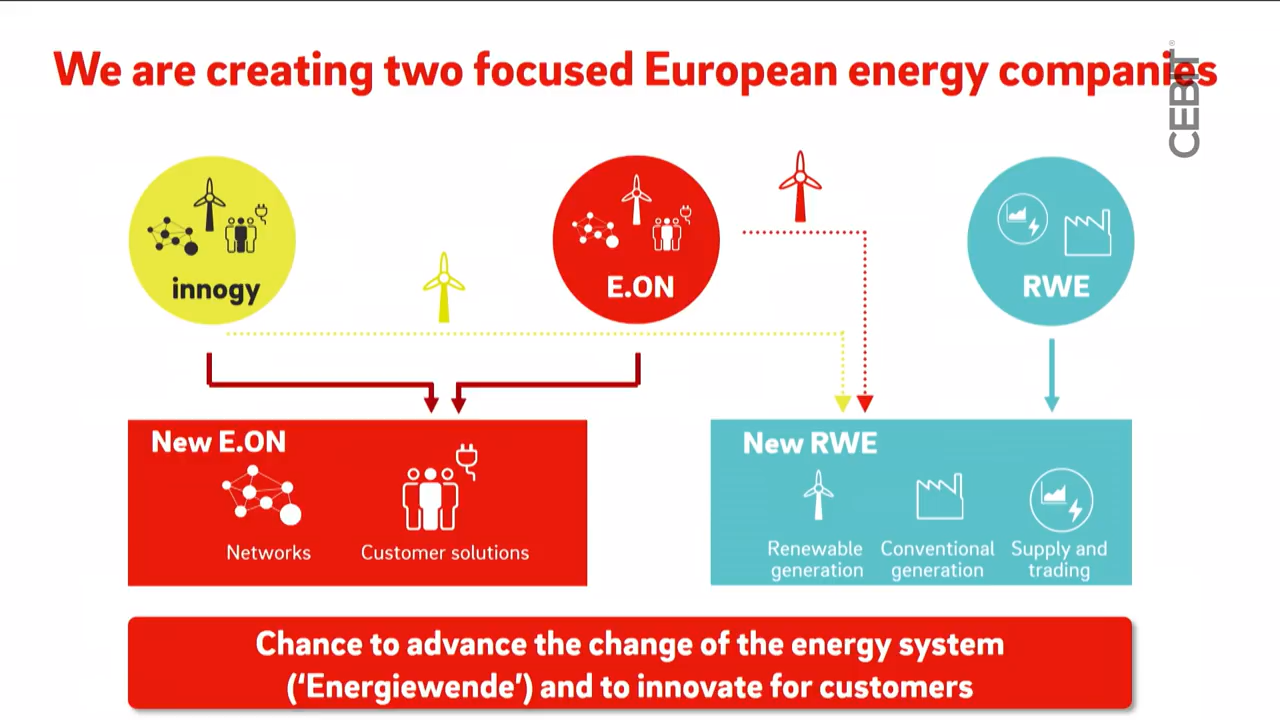 We are creating two focused European energy companies
CEBIT®
innogy
E.ON
RWE
New E.ON
Networks
Customer solutions
New RWE
Renewable
generation
Conventional
generation
Supply and
trading
Chance to advance the change of the energy system
(‘Energiewende’) and to innovate for customers